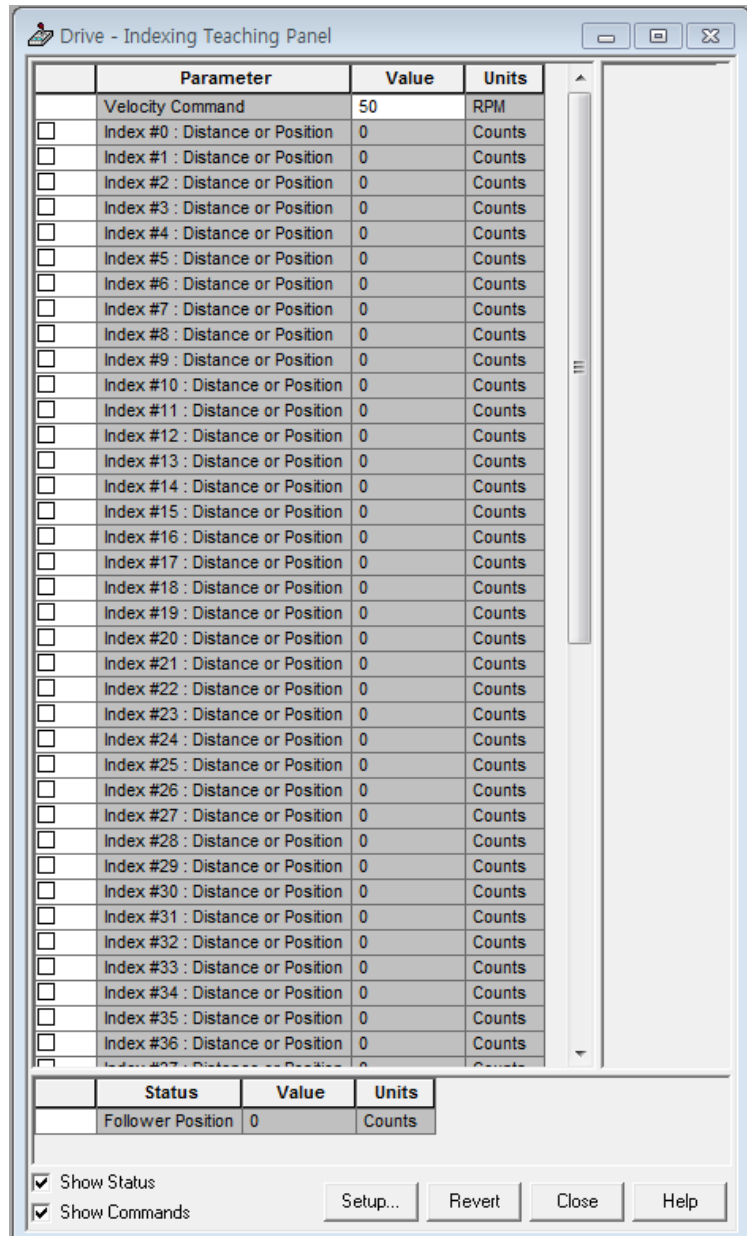 Drive - Indexing Teaching Panel
Parameter Value Units
Velocity Command 50 RPM
Index #0 : Distance or Position 0 Counts
Index #1 : Distance or Position 0 Counts
Index #2 : Distance or Position 0 Counts
Index #3 : Distance or Position 0 Counts
Index #4 : Distance or Position 0 Counts
Index #5 : Distance or Position 0 Counts
Index #6 : Distance or Position 0 Counts
Index #7 : Distance or Position 0 Counts
Index #8 : Distance or Position 0 Counts
Index #9 : Distance or Position 0 Counts
Index #10 : Distance or Position 0 Counts
Index #11 : Distance or Position 0 Counts
Index #12 : Distance or Position 0 Counts
Index #13 : Distance or Position 0 Counts
Index #14 : Distance or Position 0 Counts
Index #15 : Distance or Position 0 Counts
Index #16 : Distance or Position 0 Counts
Index #17 : Distance or Position 0 Counts
Index #18 : Distance or Position 0 Counts
Index #19 : Distance or Position 0 Counts
Index #20 : Distance or Position 0 Counts
Index #21 : Distance or Position 0 Counts
Index #22 : Distance or Position 0 Counts
Index #23 : Distance or Position 0 Counts
Index #24 : Distance or Position 0 Counts
Index #25 : Distance or Position 0 Counts
Index #26 : Distance or Position 0 Counts
Index #27 : Distance or Position 0 Counts
Index #28 : Distance or Position 0 Counts
Index #29 : Distance or Position 0 Counts
Index #30 : Distance or Position 0 Counts
Index #31 : Distance or Position 0 Counts
Index #32 : Distance or Position 0 Counts
Index #33 : Distance or Position 0 Counts
Index #34 : Distance or Position 0 Counts
Index #35 : Distance or Position 0 Counts
Index #36 : Distance or Position 0 Counts
Index #37 : Distance or Position 0 Counts
Status Value Units
Follower Position 0 Counts
Show Status
Show Commands
Setup... Revert Close Help